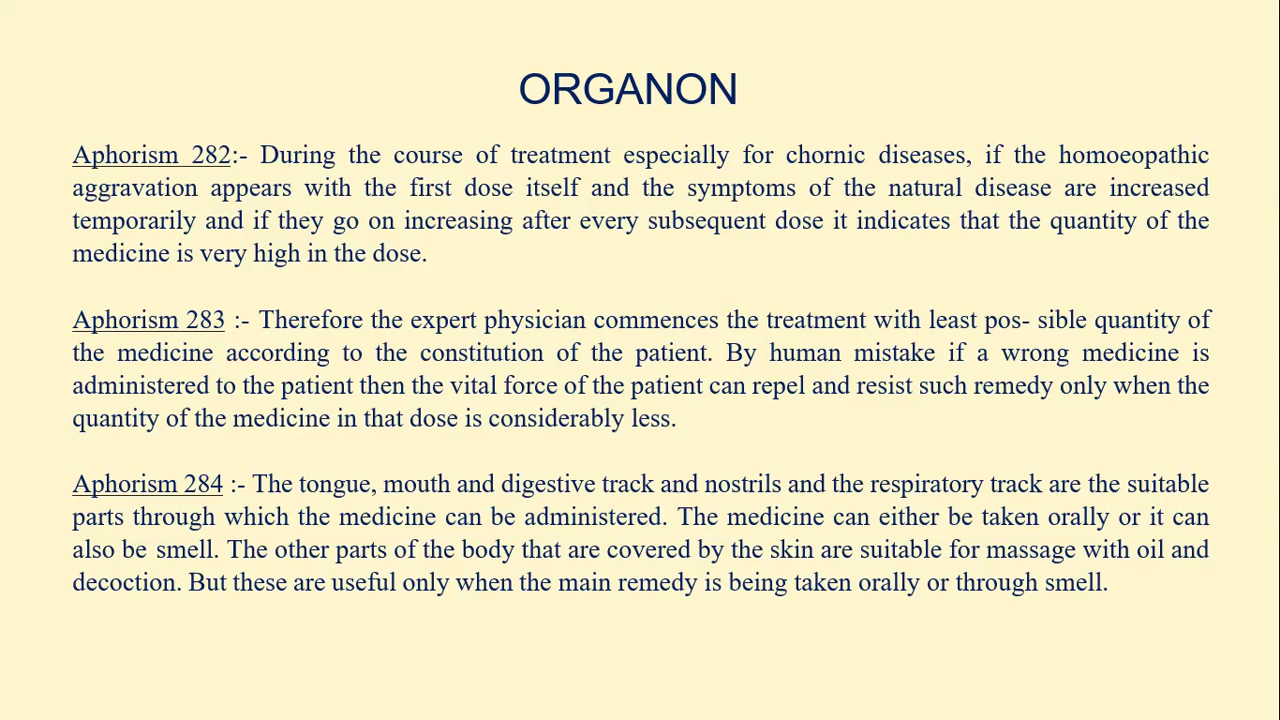 ORGANON
Aphorism 282:- During the course of treatment especially for chornic diseases, if the homoeopathic
aggravation appears with the first dose itself and the symptoms of the natural disease are increased
temporarily and if they go on increasing after every subsequent dose it indicates that the quantity of the
medicine is very high in the dose.
Aphorism 283 :- Therefore the expert physician commences the treatment with least pos- sible quantity of
the medicine according to the constitution of the patient. By human mistake if a wrong medicine is
administered to the patient then the vital force of the patient can repel and resist such remedy only when the
quantity of the medicine in that dose is considerably less.
Aphorism 284 :- The tongue, mouth and digestive track and nostrils and the respiratory track are the suitable
parts through which the medicine can be administered. The medicine can either be taken orally or it can
also be smell. The other parts of the body that are covered by the skin are suitable for massage with oil and
decoction. But these are useful only when the main remedy is being taken orally or through smell.